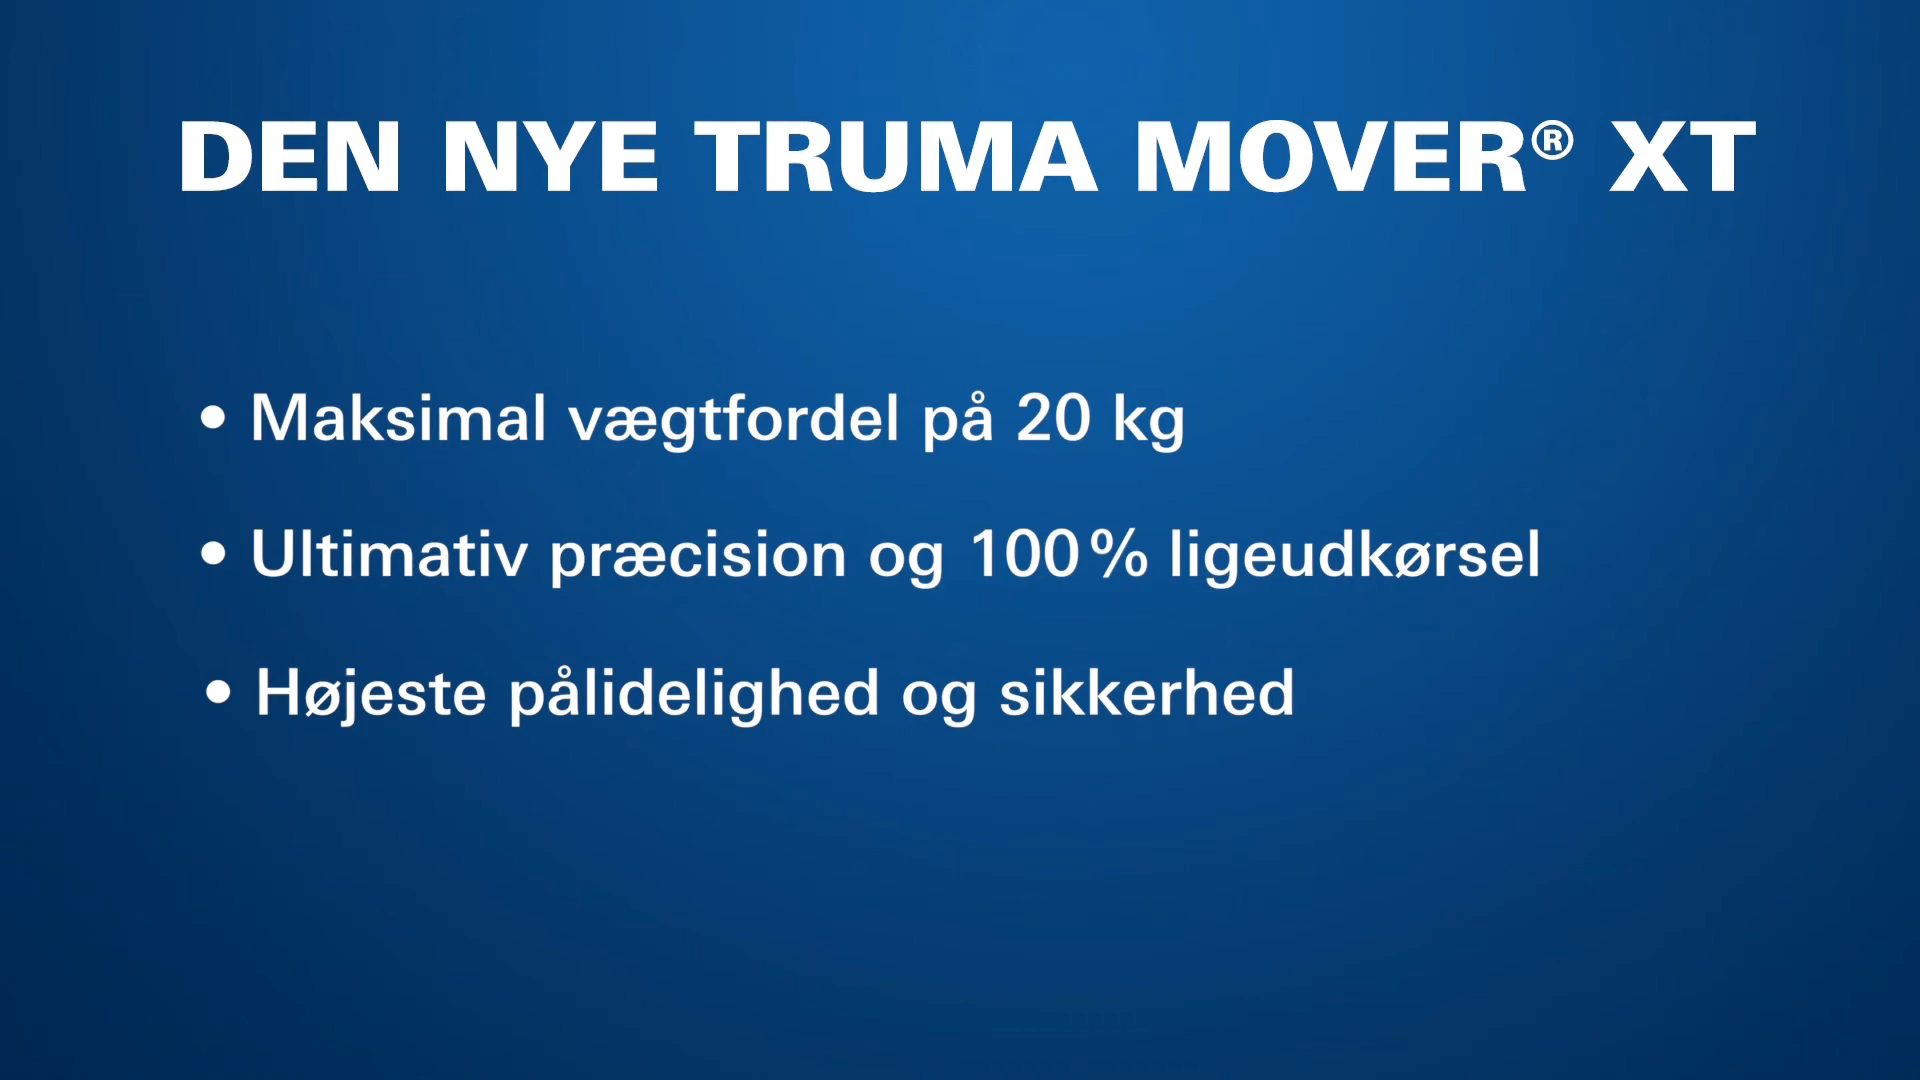 DEN NYE TRUMA MOVER® XT
• Maksimal vægtfordel på 20 kg
• Ultimativ præcision og 100 % ligeudkørsel
• Højeste pålidelighed og sikkerhed